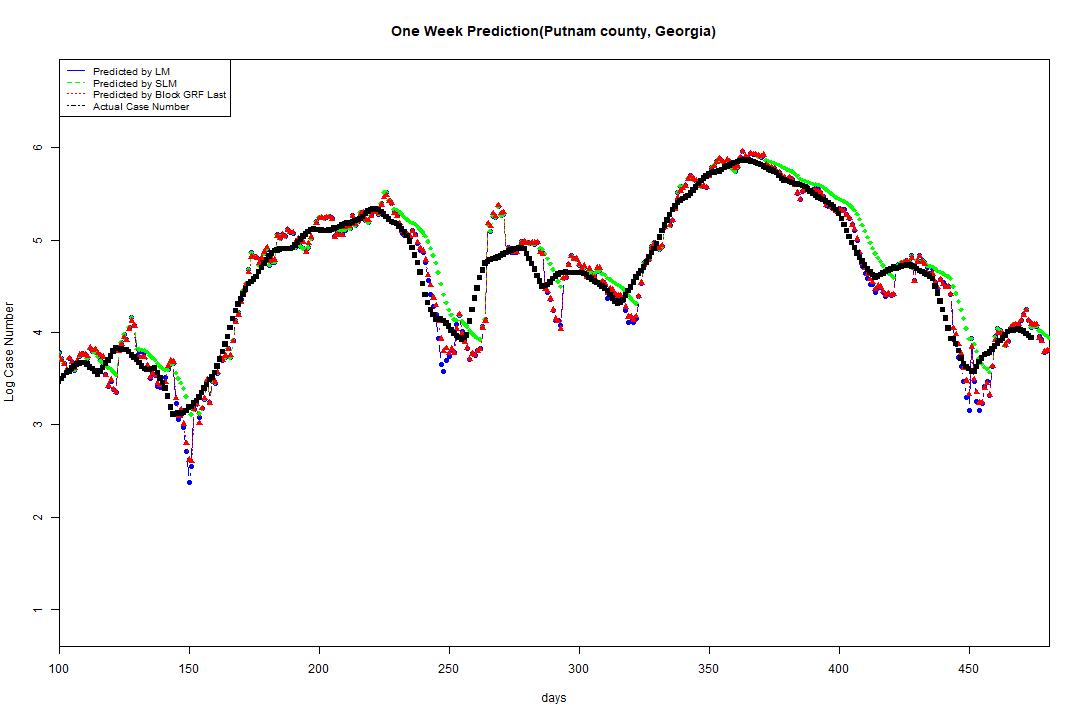 One Week Prediction(Putnam county, Georgia)
Predicted by LM
Predicted by SLM
Predicted by Block GRF Last
Actual Case Number
6
5
4
3
2
1
Log Case Number
100 150 200 250 300 350 400 450
days